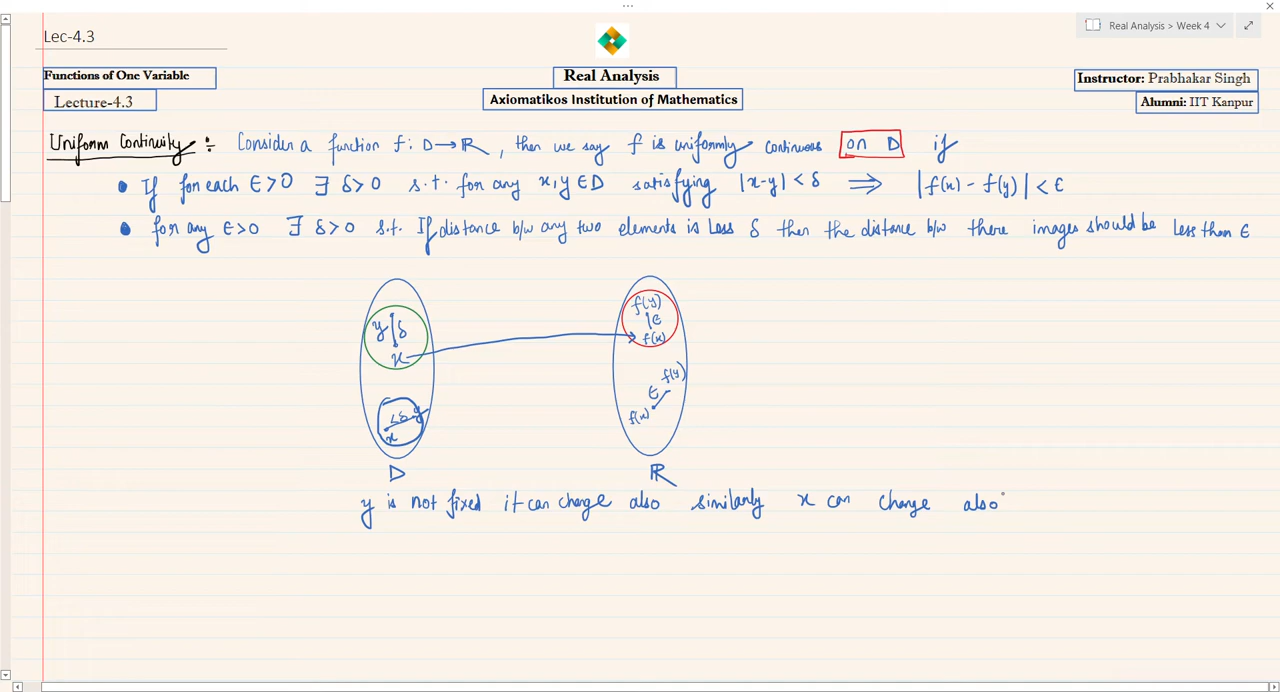 Lec-4.3
Real Analysis > Week 4
Functions of One Variable
Real Analysis
Instructor: Prabhakar Singh
Lecture-4.3
Axiomatikos Institution of Mathematics
Alumni: IIT Kanpur
Uniform Continuity :- Consider a function f: D→ℝ, then we say f is uniformly continuous on D if
• If for each ϵ>0 ∃ δ>0 s.t. for any x,y ∈D satisfying |x-y| < δ ⟹ |f(x) - f(y)| < ϵ
• for any ϵ>0 ∃ δ>0 s.t. If distance b/w any two elements is less δ then the distance b/w there images should be less than ϵ
f(y)
y δ ϵ
f(x)
x
f(y)
ϵ
<δ y f(x)
x
D ℝ
y is not fixed it can change also similarly x can change also